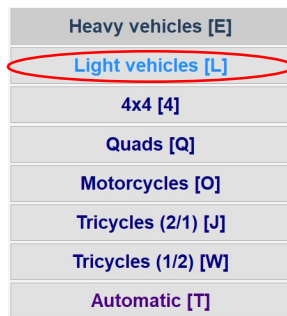 Heavy vehicles [E]
Light vehicles [L]
4x4 [4]
Quads [Q]
Motorcycles [O]
Tricycles (2/1) [J]
Tricycles (1/2) [W]
Automatic [T]